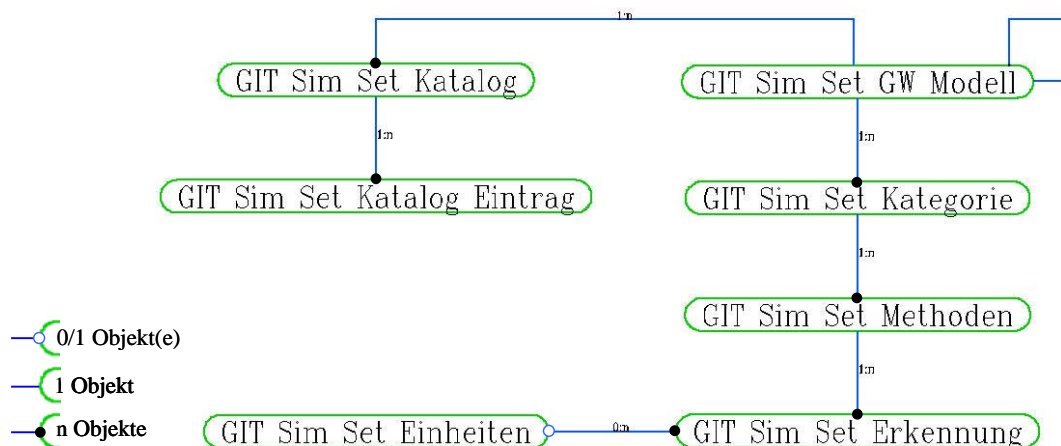 1:n
GIT Sim Set Katalog
GIT Sim Set GW Modell
1:n
1:n
GIT Sim Set Katalog Eintrag
GIT Sim Set Kategorie
1:n
GIT Sim Set Methoden
0/1 Objekt(e)
1:n
1 Objekt
n Objekte
GIT Sim Set Einheiten
0:n
GIT Sim Set Erkennung